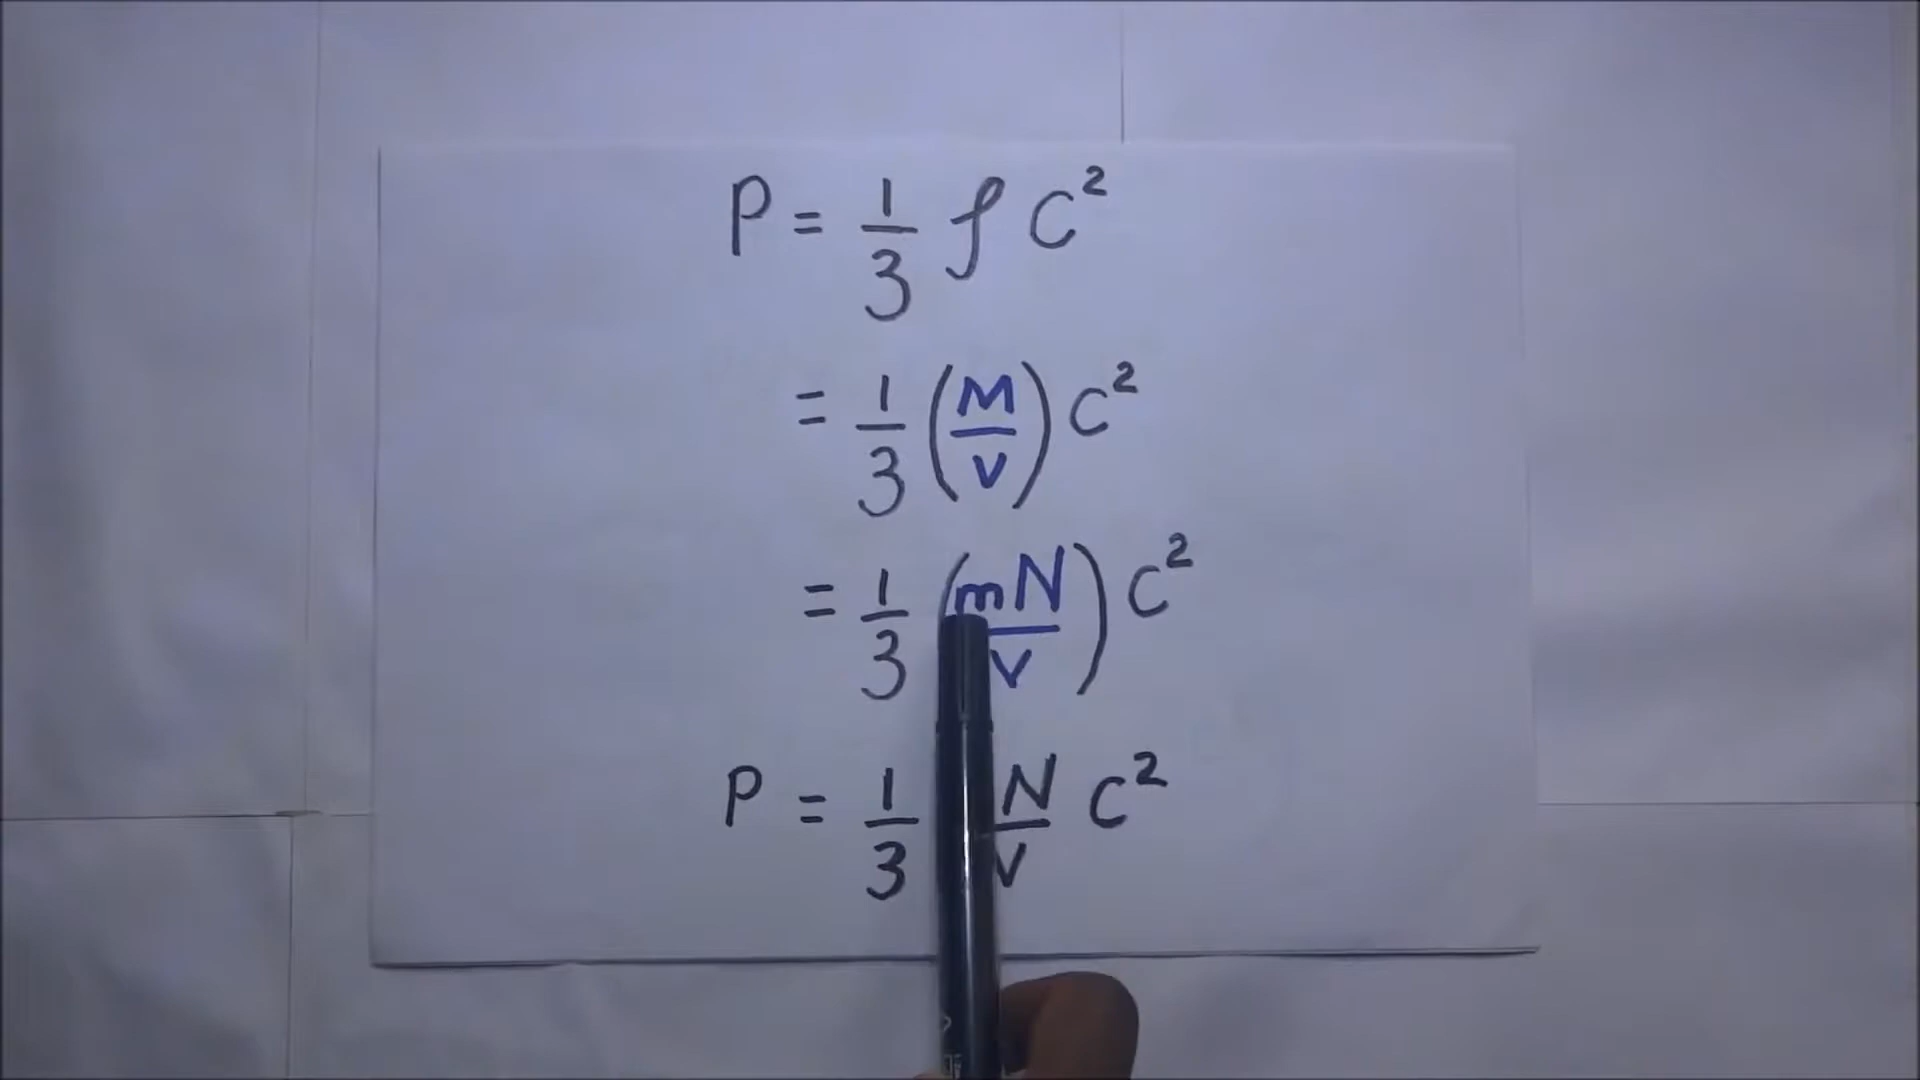 P = 1/3 ρ C²
= 1/3 (M/V) C²
= 1/3 (mN/V) C²
P = 1/3 N/V C²